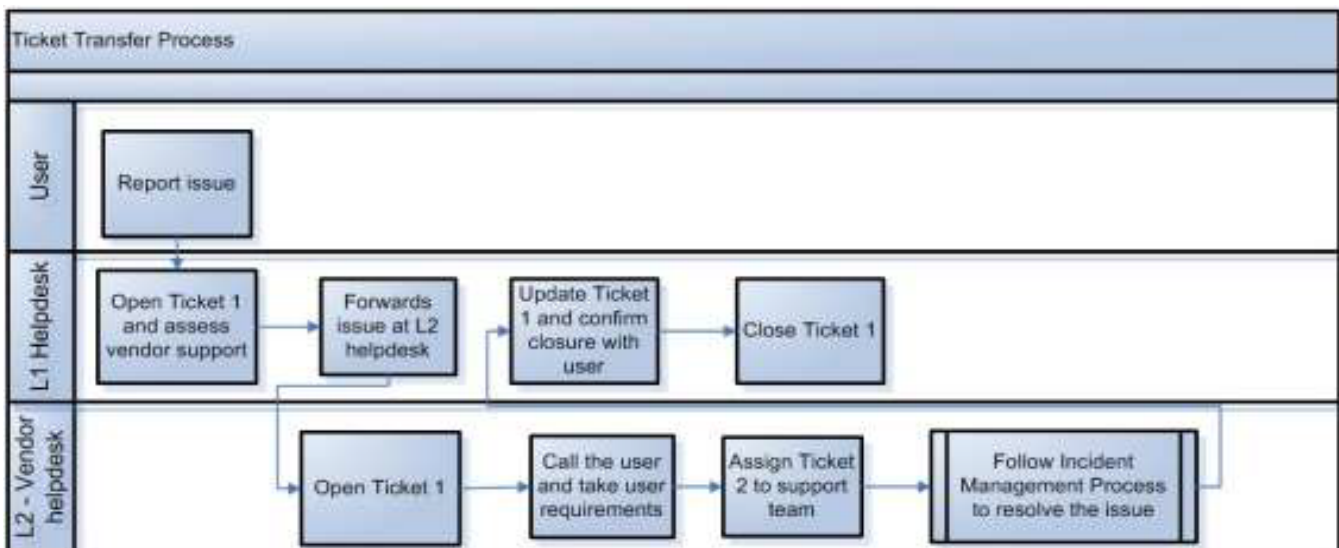 Ticket Transfer Process
User
Report issue
L1 Helpdesk
Open Ticket 1
and assess
vendor support
Forwards
issue at L2
helpdesk
Update Ticket
1 and confirm
closure with
user
Close Ticket 1
L2 - Vendor
helpdesk
Open Ticket 1
Call the user
and take user
requirements
Assign Ticket
2 to support
team
Follow Incident
Management Process
to resolve the issue